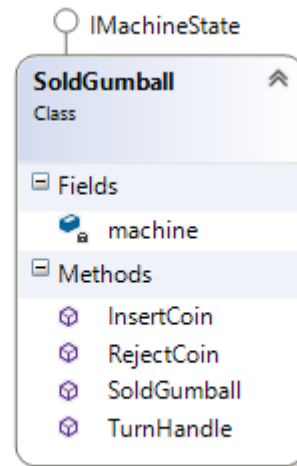 IMachineState
SoldGumball
Class
Fields
machine
Methods
InsertCoin
RejectCoin
SoldGumball
TurnHandle